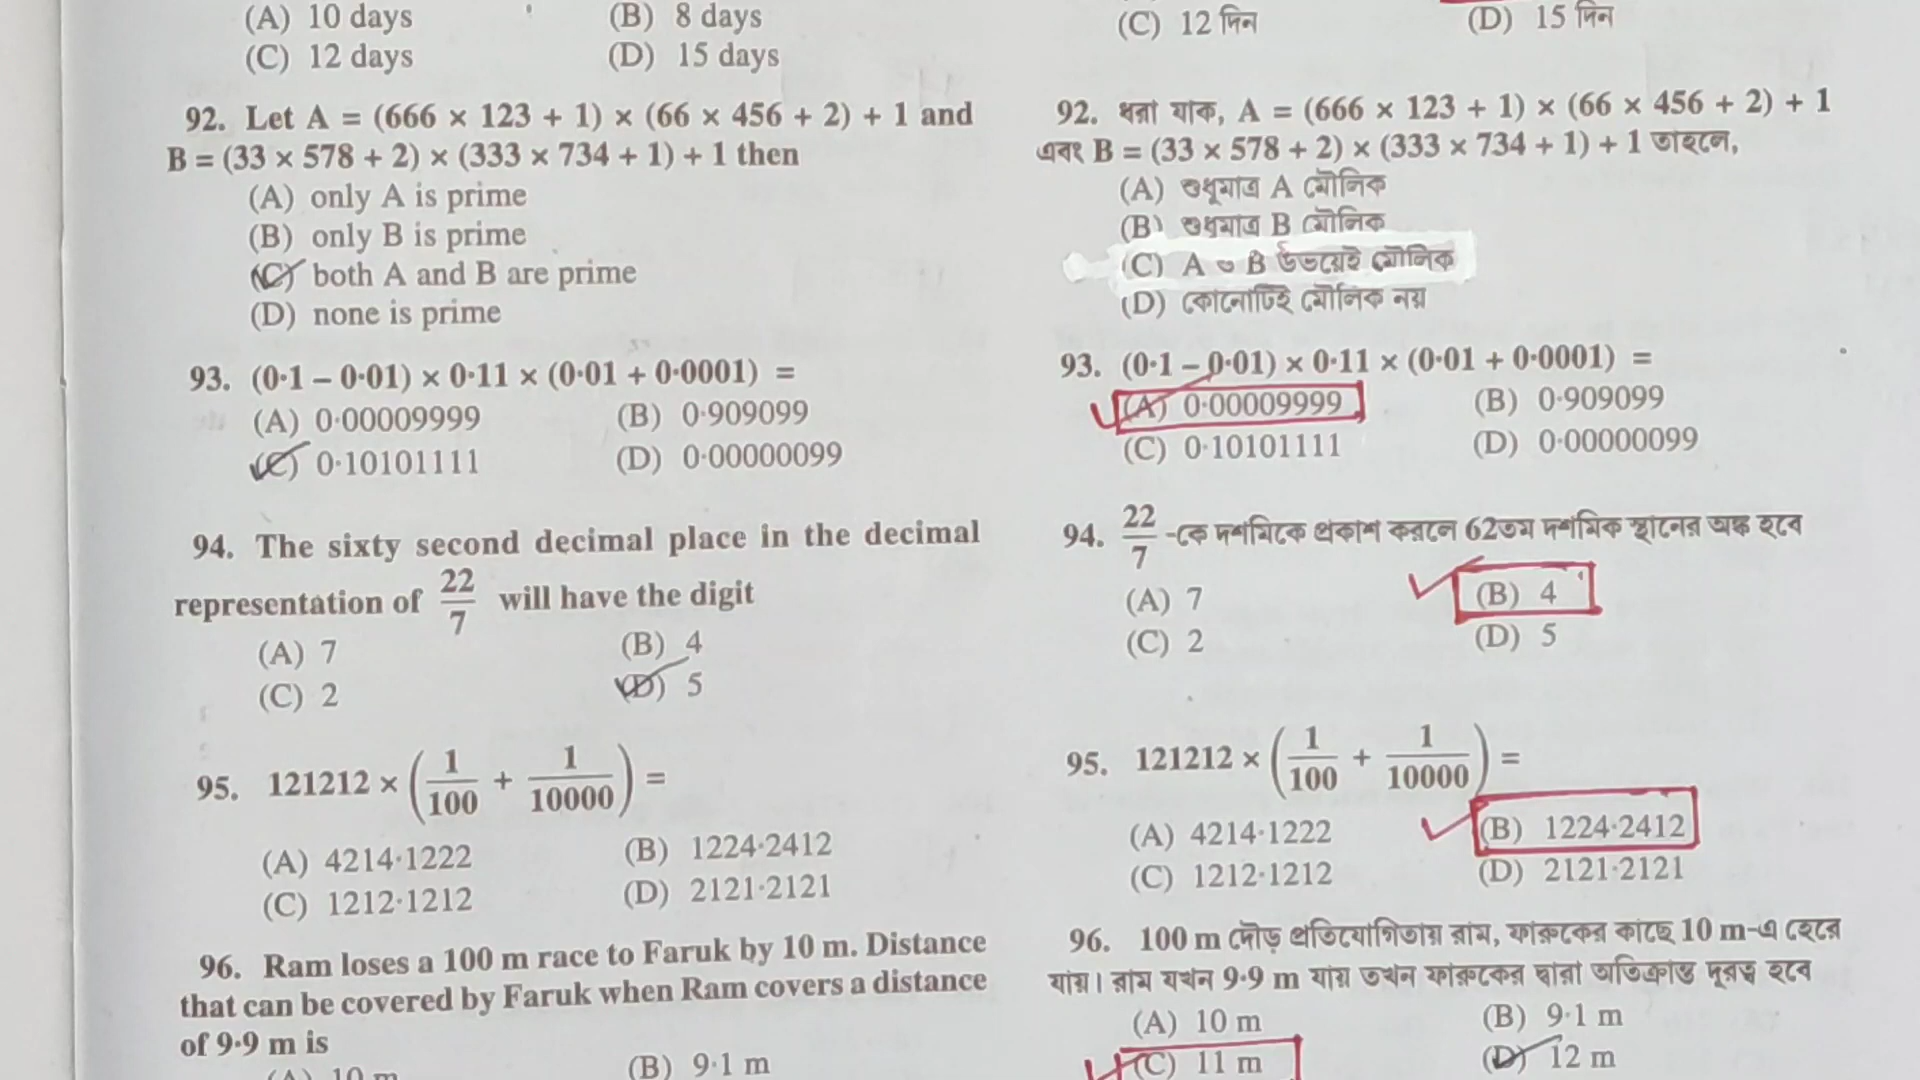 (A) 10 days (B) 8 days
(C) 12 days (D) 15 days
92. Let A = (666 × 123 + 1) × (66 × 456 + 2) + 1 and
B = (33 × 578 + 2) × (333 × 734 + 1) + 1 then
(A) only A is prime
(B) only B is prime
(C) both A and B are prime
(D) none is prime
93. (0·1 – 0·01) × 0·11 × (0·01 + 0·0001) =
(A) 0·00009999 (B) 0·909099
(C) 0·10101111 (D) 0·00000099
94. The sixty second decimal place in the decimal
representation of 22/7 will have the digit
(A) 7 (B) 4
(C) 2 (D) 5
95. 121212 × (1/100 + 1/10000) =
(A) 4214·1222 (B) 1224·2412
(C) 1212·1212 (D) 2121·2121
96. Ram loses a 100 m race to Faruk by 10 m. Distance
that can be covered by Faruk when Ram covers a distance
of 9·9 m is
(A) 10 m (B) 9·1 m
(C) 12 দিন (D) 15 দিন
92. ধরা যাক, A = (666 × 123 + 1) × (66 × 456 + 2) + 1
এবং B = (33 × 578 + 2) × (333 × 734 + 1) + 1 তাহলে,
(A) শুধুমাত্র A মৌলিক
(B) শুধুমাত্র B মৌলিক
(C) A ও B উভয়েই মৌলিক
(D) কোনোটিই মৌলিক নয়
93. (0·1 – 0·01) × 0·11 × (0·01 + 0·0001) =
(A) 0·00009999 (B) 0·909099
(C) 0·10101111 (D) 0·00000099
94. 22/7 -কে দশমিকে প্রকাশ করলে 62তম দশমিক স্থানের অঙ্ক হবে
(A) 7 (B) 4
(C) 2 (D) 5
95. 121212 × (1/100 + 1/10000) =
(A) 4214·1222 (B) 1224·2412
(C) 1212·1212 (D) 2121·2121
96. 100 m দৌড় প্রতিযোগিতায় রাম, ফারুকের কাছে 10 m-এ হেরে
যায়। রাম যখন 9·9 m যায় তখন ফারুকের দ্বারা অতিক্রান্ত দূরত্ব হবে
(A) 10 m (B) 9·1 m
(C) 11 m (D) 12 m